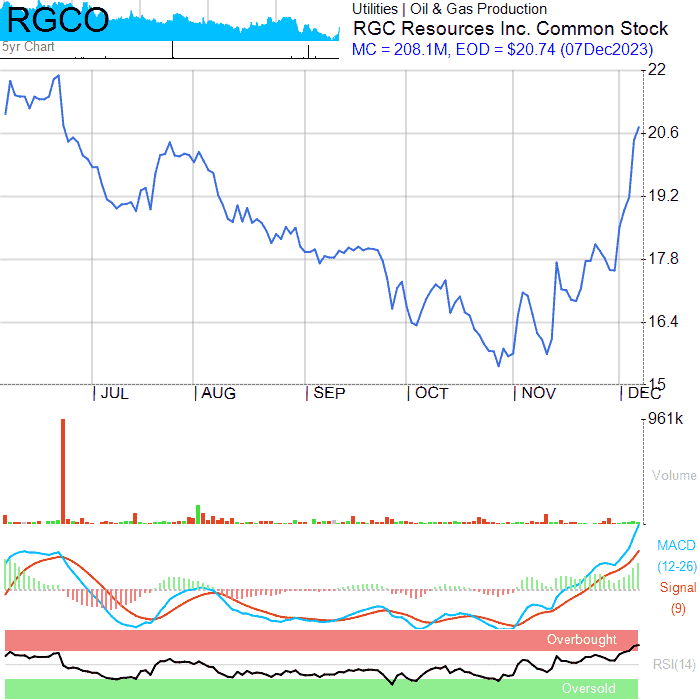 RGCO
5yr Chart
Utilities | Oil & Gas Production
RGC Resources Inc. Common Stock
MC = 208.1M, EOD = $20.74 (07Dec2023)
22
20.6
19.2
17.8
16.4
15
JUL
AUG
SEP
OCT
NOV
DEC
961k
Volume
MACD
(12-26)
Signal
(9)
Overbought
RSI(14)
Oversold